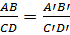 AB/CD = A′B′/C′D′